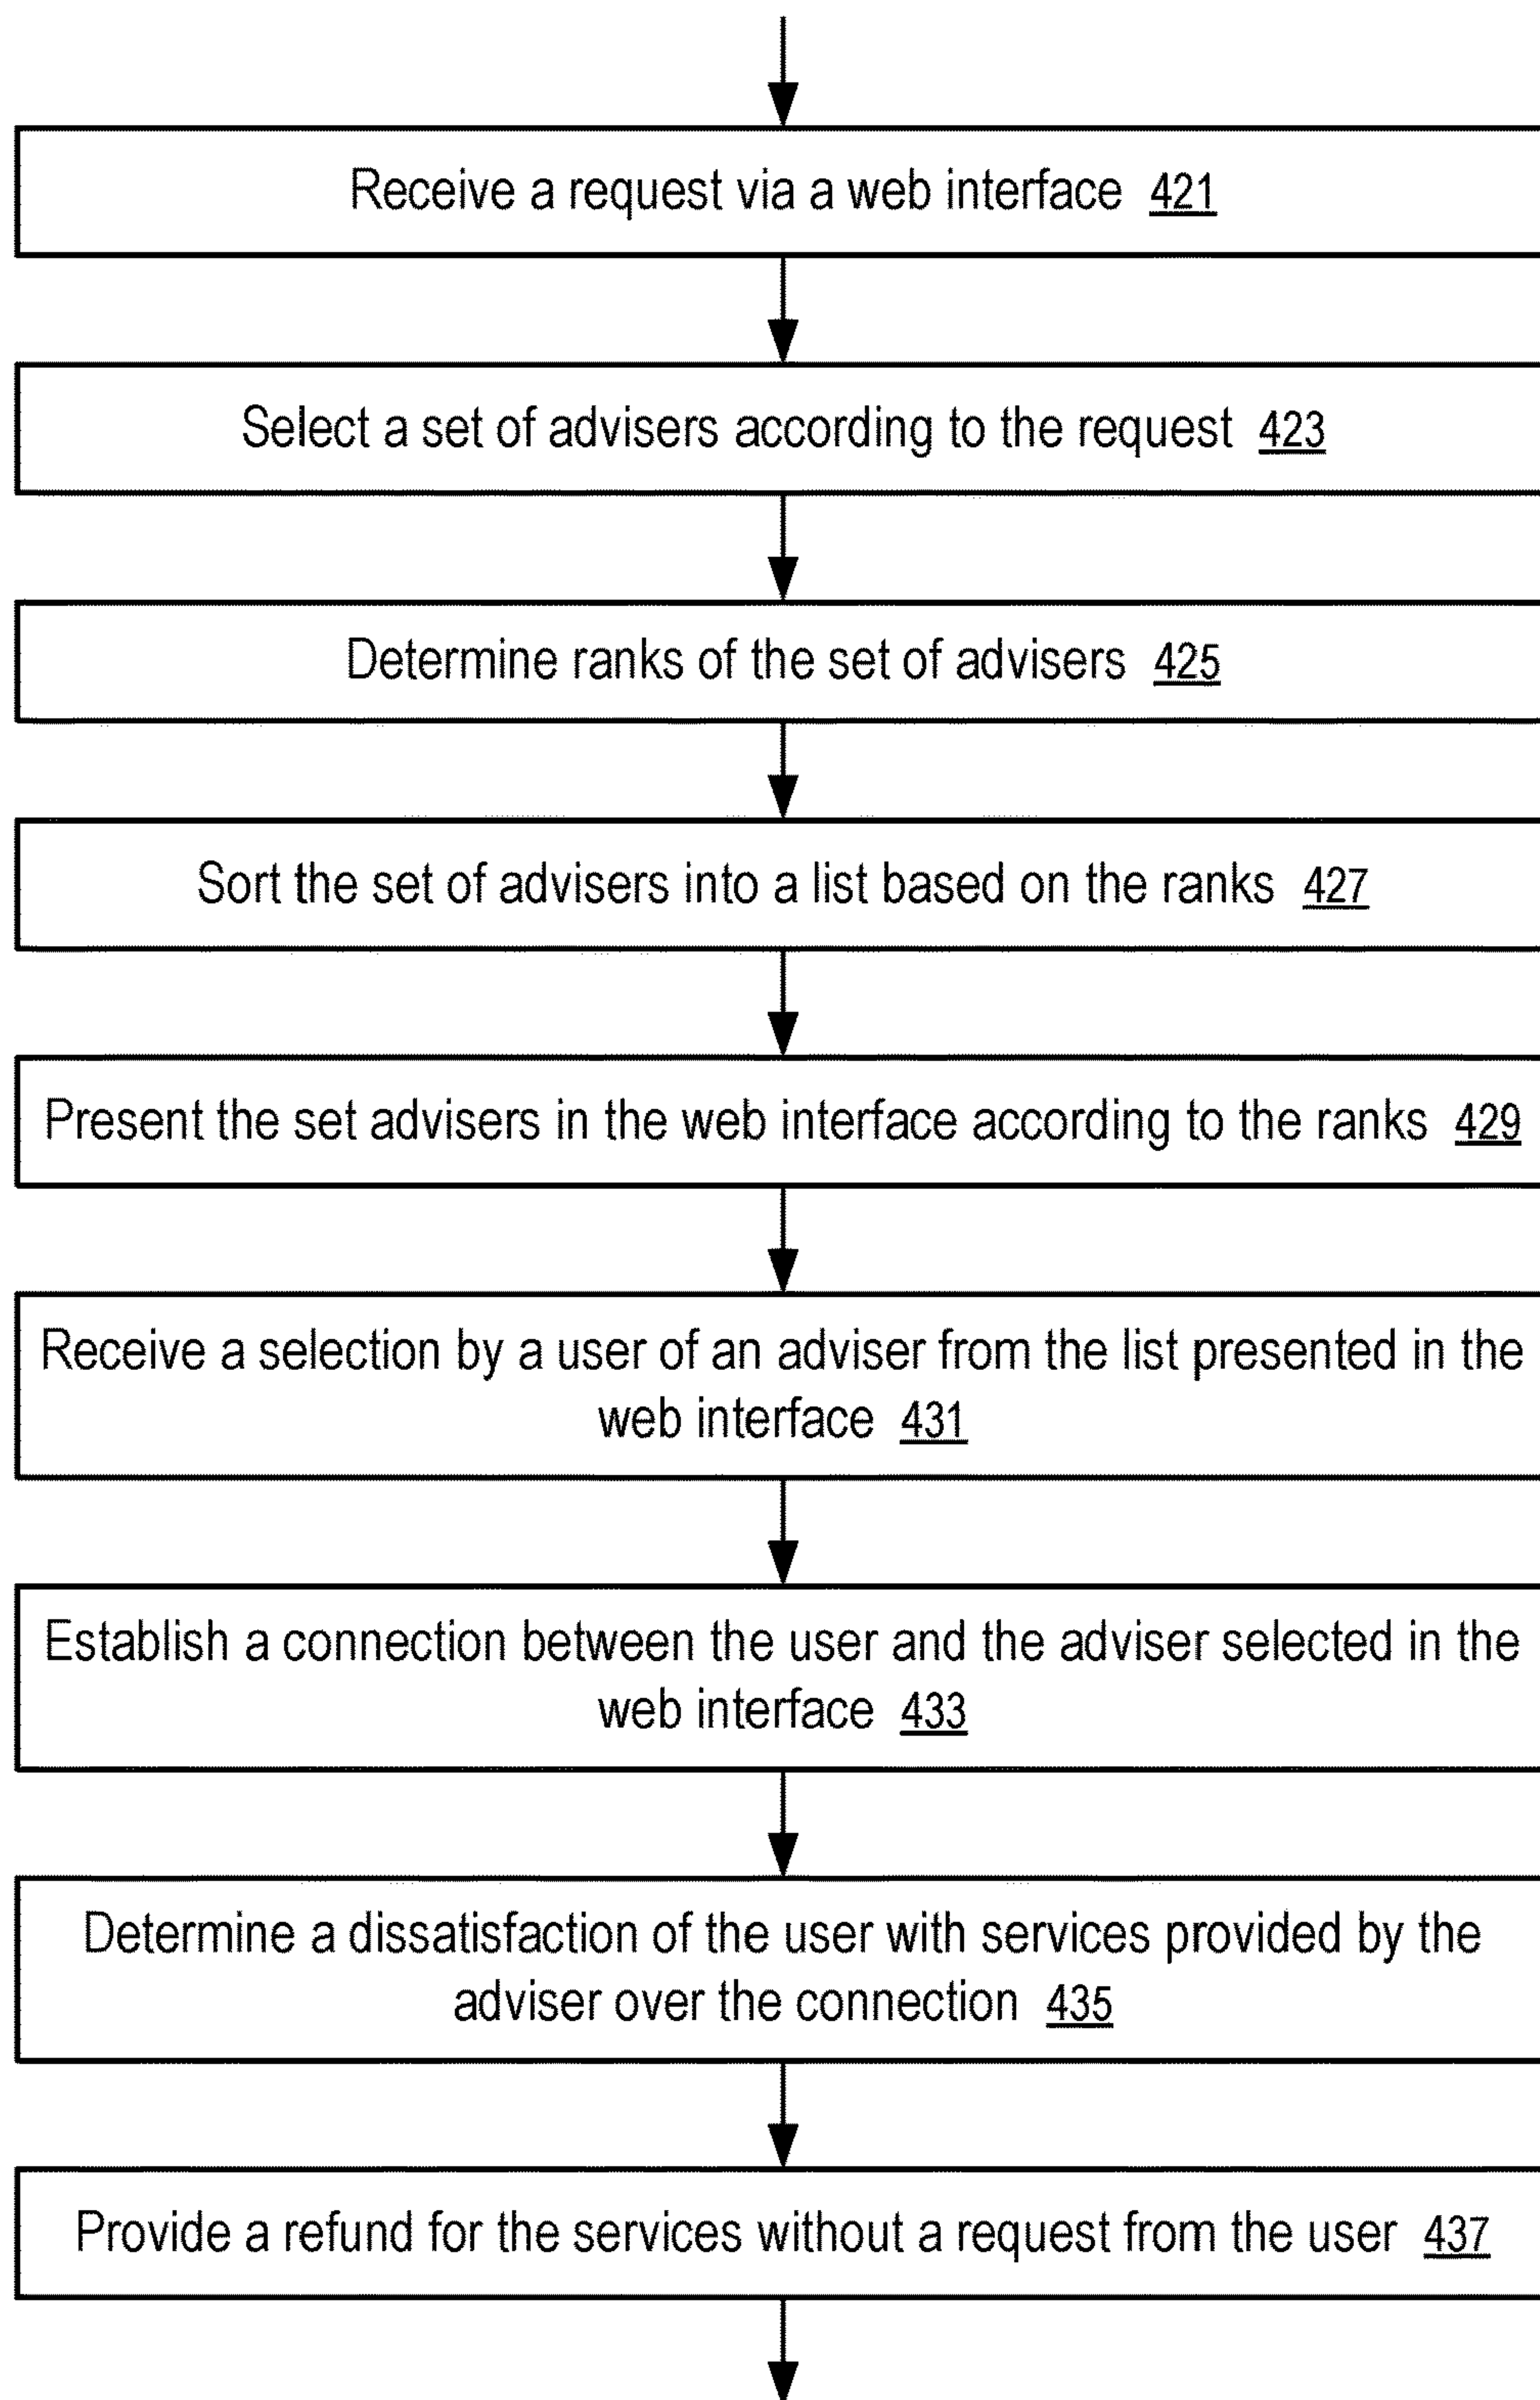 Receive a request via a web interface 421
Select a set of advisers according to the request 423
Determine ranks of the set of advisers 425
Sort the set of advisers into a list based on the ranks 427
Present the set advisers in the web interface according to the ranks 429
Receive a selection by a user of an adviser from the list presented in the
web interface 431
Establish a connection between the user and the adviser selected in the
web interface 433
Determine a dissatisfaction of the user with services provided by the
adviser over the connection 435
Provide a refund for the services without a request from the user 437